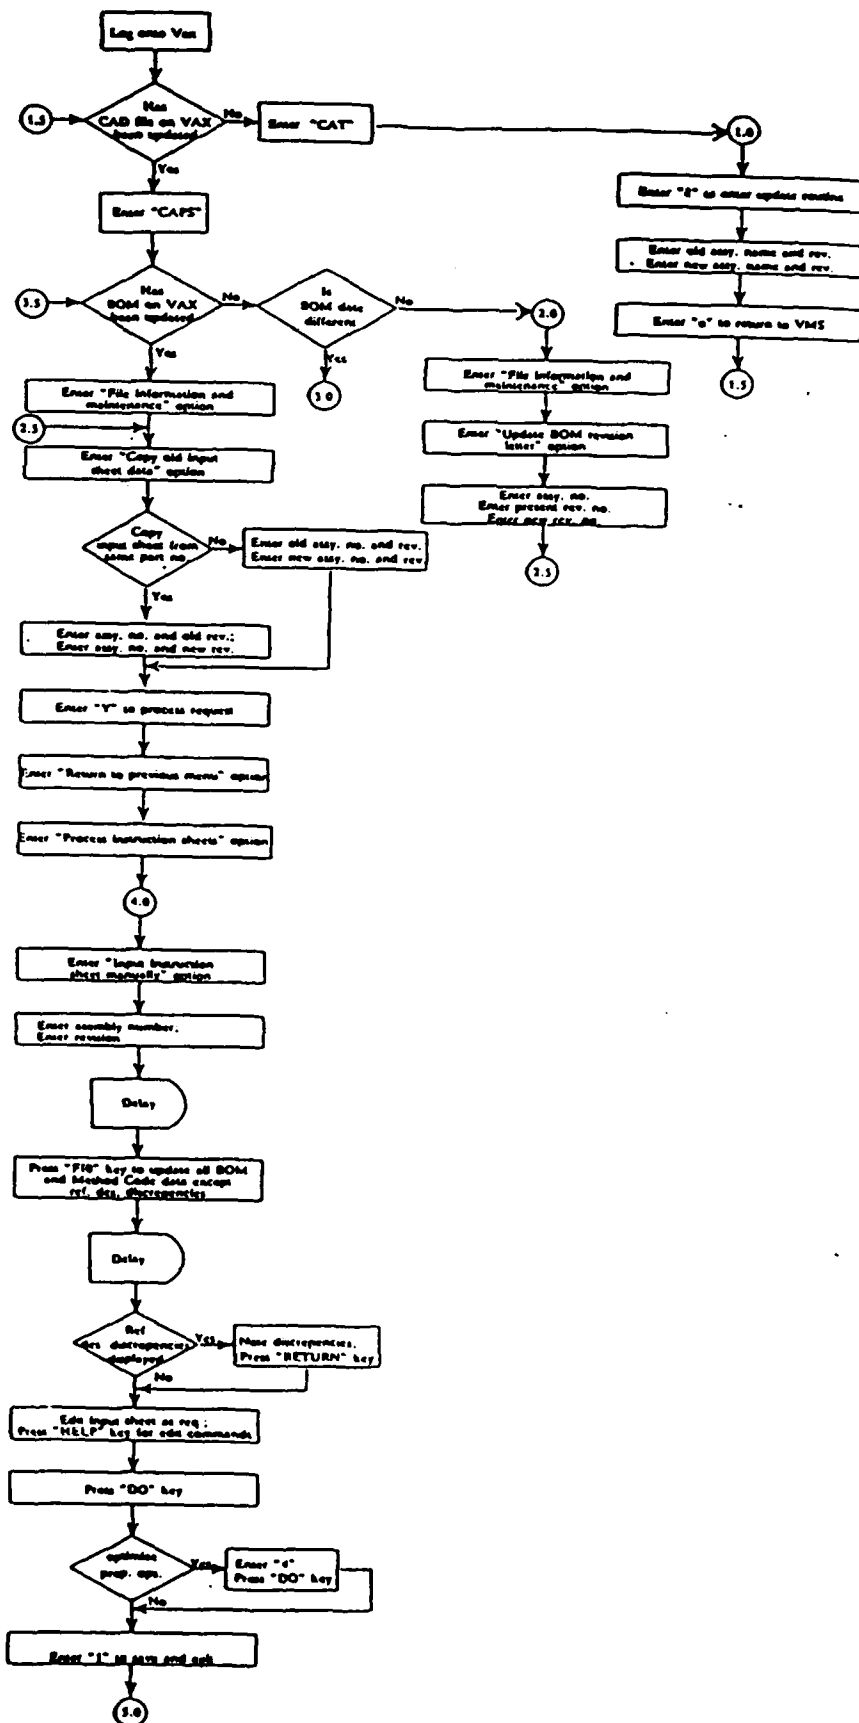 Log onto Vax
Has
CAD file on VAX
been updated
1.5
No
Enter "CAT"
1.0
Yes
Enter "CAPS"
Enter "8" to enter update routine
Enter old assy. name and rev.
Enter new assy. name and rev.
Enter "o" to return to VMS
1.5
Has
BOM on VAX
been updated
3.5
No
Is
BOM date
different
No
2.0
Yes
3.0
Yes
Enter "File Information and
maintenance" option
2.5
Enter "Copy old Input
sheet data" option
Enter "File Information and
maintenance" option
Enter "Update BOM revision
letter" option
Enter assy. no.
Enter present rev. no.
Enter new rev. no.
2.5
Copy
input sheet from
same part no.
No
Enter old assy. no. and rev.
Enter new assy. no. and rev.
Yes
Enter assy. no. and old rev.;
Enter assy. no. and new rev.
Enter "Y" to process request
Enter "Return to previous menu" option
Enter "Process Instruction sheets" option
4.0
Enter "Input Instruction
sheet manually" option
Enter assembly number;
Enter revision
Delay
Press "F10" key to update all BOM
and Method Code data except
ref. des. discrepencies
Delay
Ref
des discrepencies
displayed
Yes
Note discrepencies,
Press "RETURN" key
No
Edit Input sheet as req ;
Press "HELP" key for edit commands
Press "DO" key
optimize
prep. ops.
Yes
Enter "4"
Press "DO" key
No
Enter "1" to save and quit
5.0